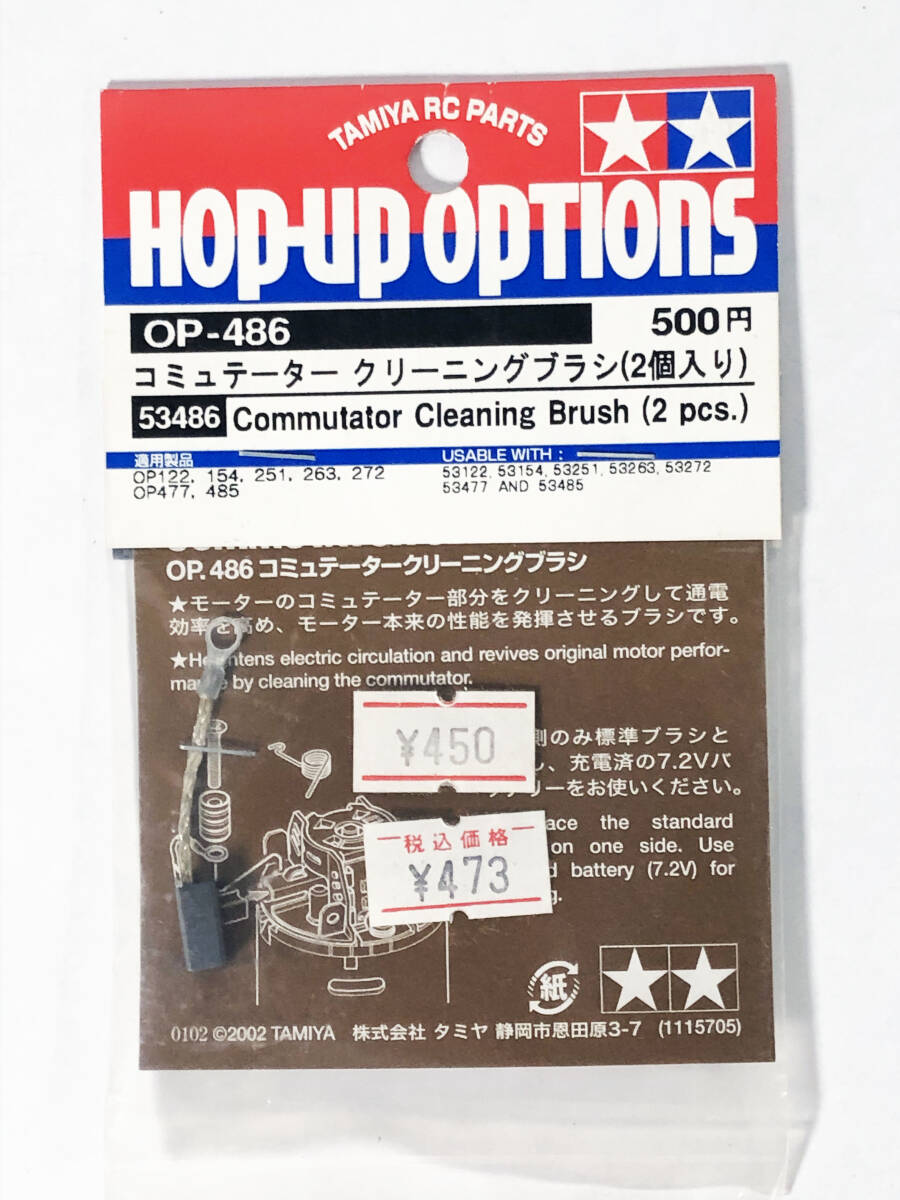 TAMIYA RC PARTS
HOP-UP OPTIONS
OP-486
500円
コミュテーター クリーニングブラシ(2個入り)
53486 Commutator Cleaning Brush (2 pcs.)
適用製品
OP122, 154, 251, 263, 272
OP477, 485
USABLE WITH :
53122, 53154, 53251, 53263, 53272
53477 AND 53485
OP.486 コミュテータークリーニングブラシ
★モーターのコミュテーター部分をクリーニングして通電
効率を高め、モーター本来の性能を発揮させるブラシです。
★Heightens electric circulation and revives original motor perfor-
mance by cleaning the commutator.
¥450
側のみ標準ブラシと
し、充電済の7.2Vバ
ッテリーをお使いください。
税込価格
¥473
the standard
on one side. Use
battery (7.2V) for
紙
0102 ©2002 TAMIYA 株式会社 タミヤ 静岡市恩田原3-7 (1115705)